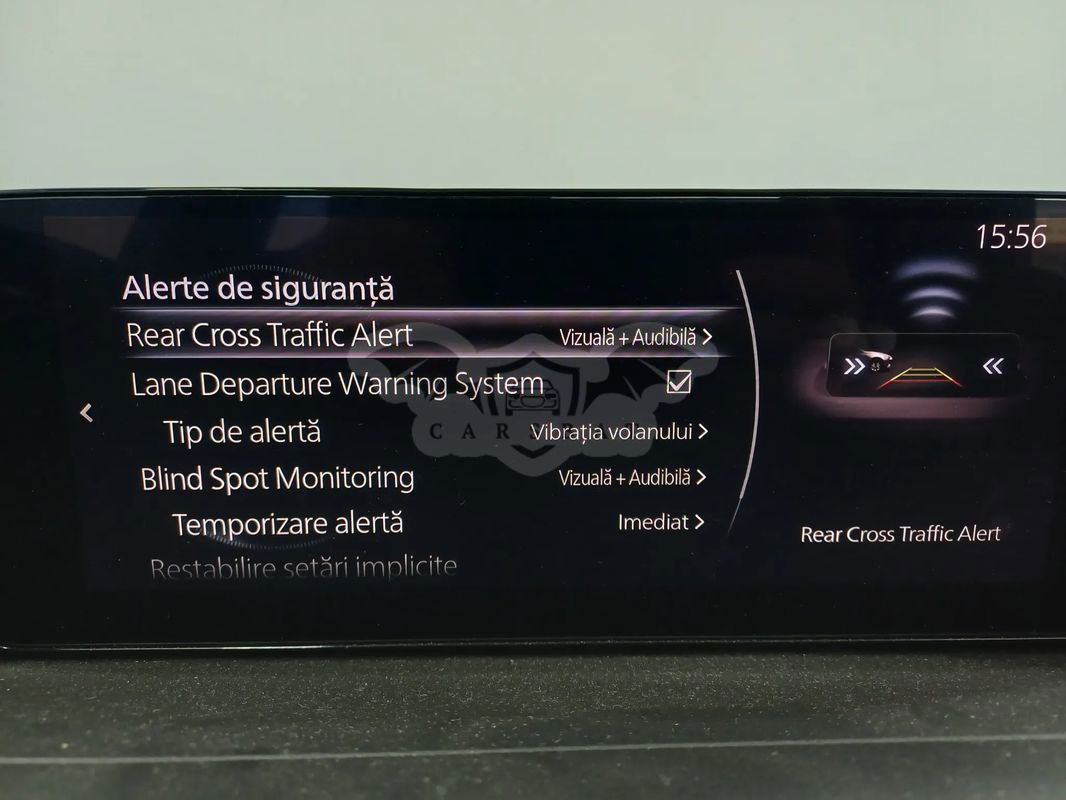 15:56
Alerte de siguranță
Rear Cross Traffic Alert Vizuală + Audibilă >
Lane Departure Warning System
Tip de alertă Vibrația volanului >
Blind Spot Monitoring Vizuală + Audibilă >
Temporizare alertă Imediat >
Restabilire setări implicite
Rear Cross Traffic Alert